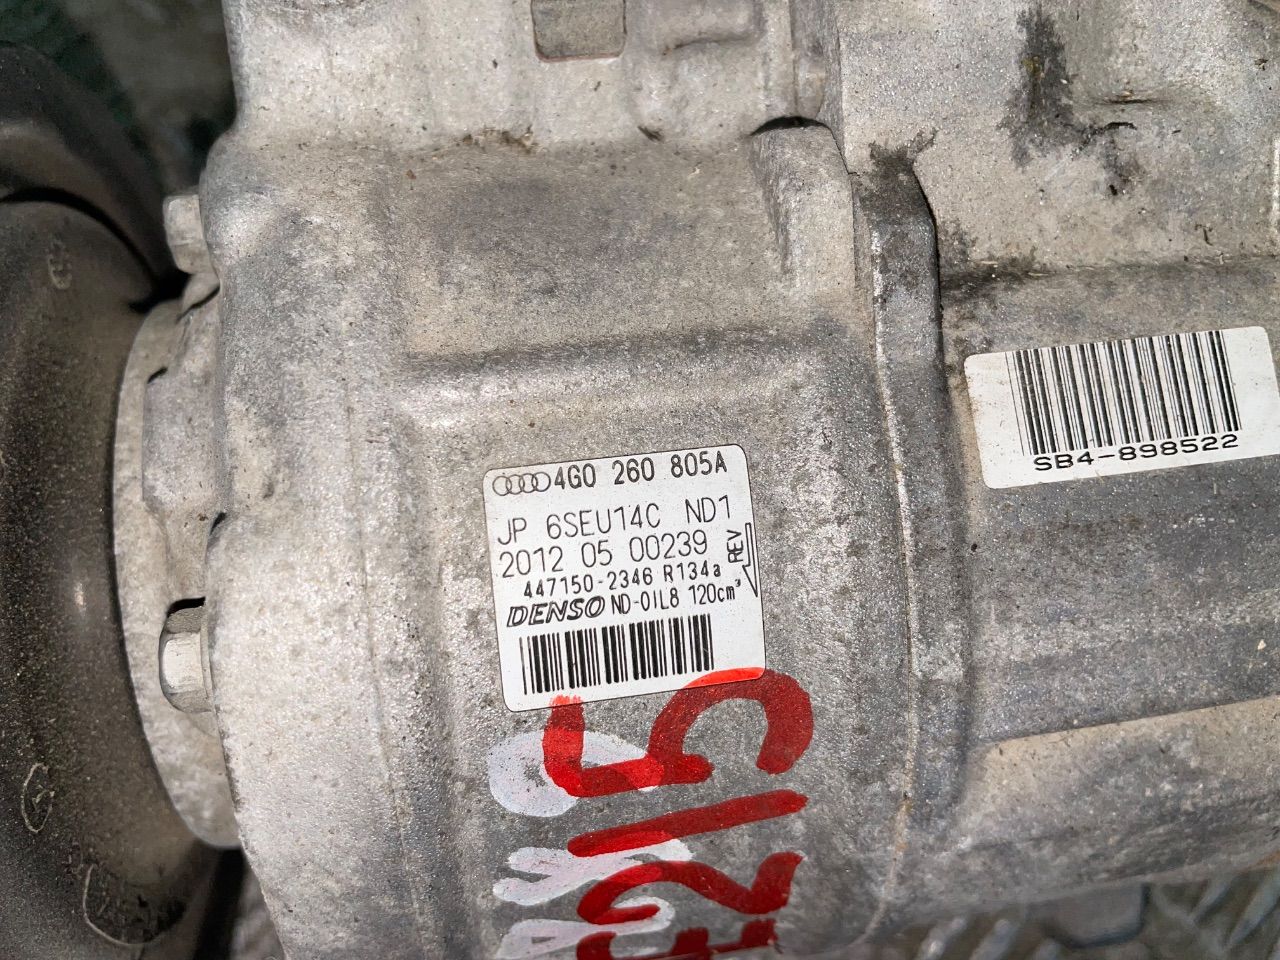 4G0 260 805A
JP 6SEU14C ND1
2012 05 00239
REV
447150-2346 R134a
DENSO ND-OIL8 120cm³
SB4-898522